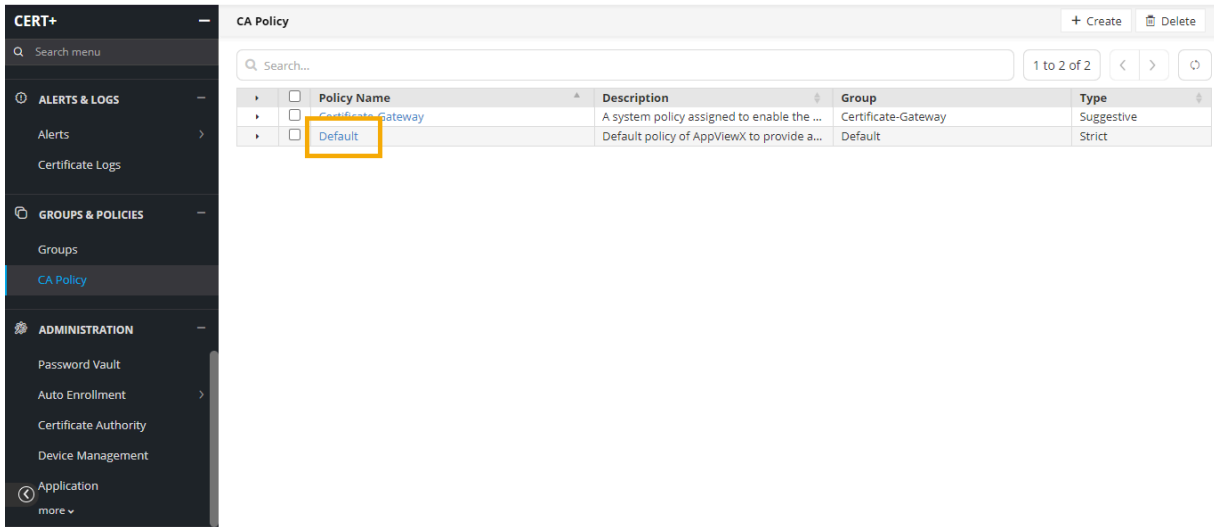 CERT+
CA Policy
+ Create
Delete
Search menu
Search...
1 to 2 of 2
ALERTS & LOGS
Alerts
Certificate Logs
GROUPS & POLICIES
Groups
CA Policy
ADMINISTRATION
Password Vault
Auto Enrollment
Certificate Authority
Device Management
Application
more
Policy Name Description Group Type
Certificate-Gateway A system policy assigned to enable the ... Certificate-Gateway Suggestive
Default Default policy of AppViewX to provide a... Default Strict